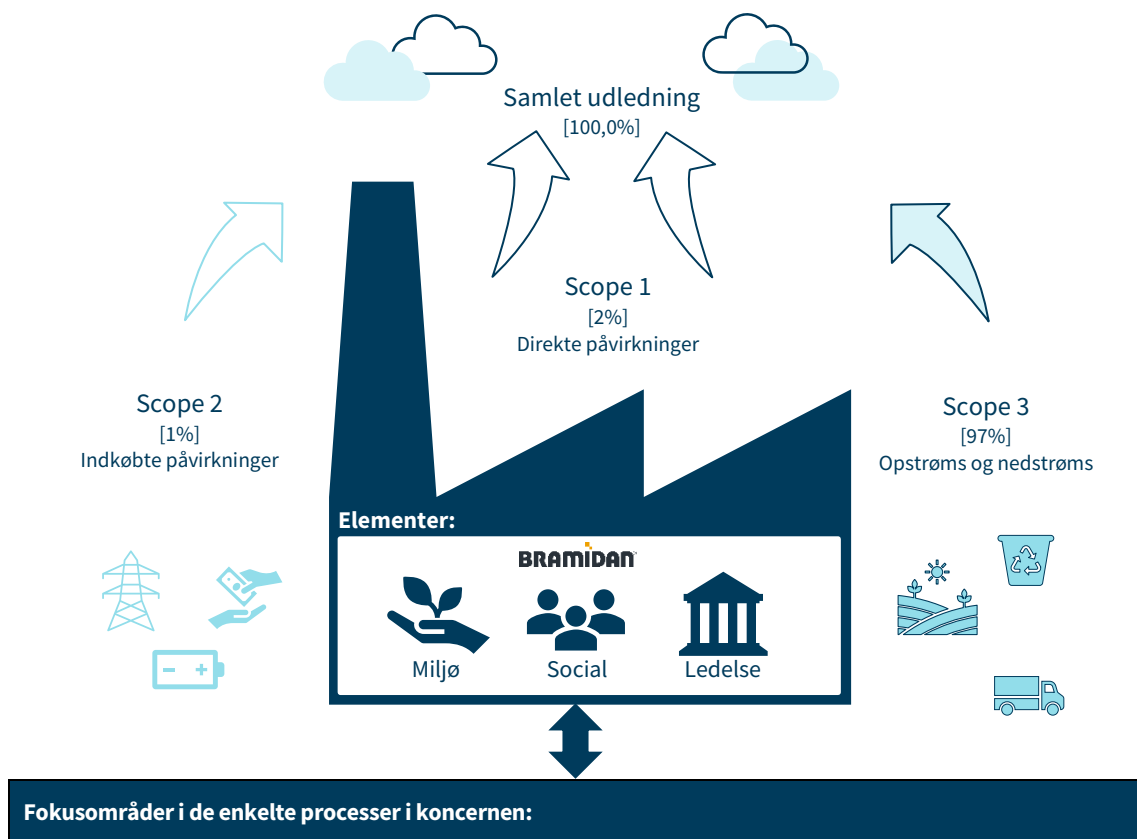 Samlet udledning
[100,0%]
Scope 1
[2%]
Direkte påvirkninger
Scope 2
[1%]
Indkøbte påvirkninger
Scope 3
[97%]
Opstrøms og nedstrøms
Elementer:
BRAMIDAN
Miljø
Social
Ledelse
Fokusområder i de enkelte processer i koncernen: